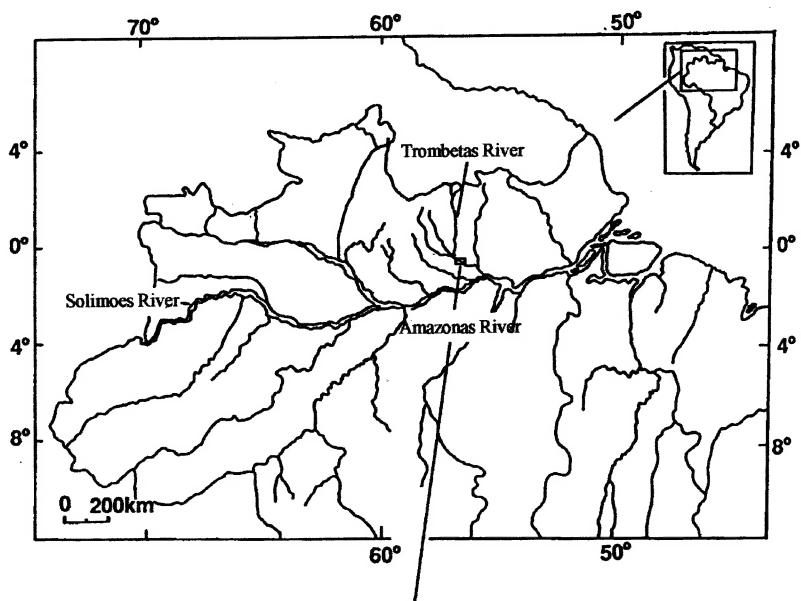 70° 60° 50°
4° 4°
Trombetas River
0° 0°
Solimoes River
Amazonas River
4° 4°
8° 8°
0 200km
60° 50°